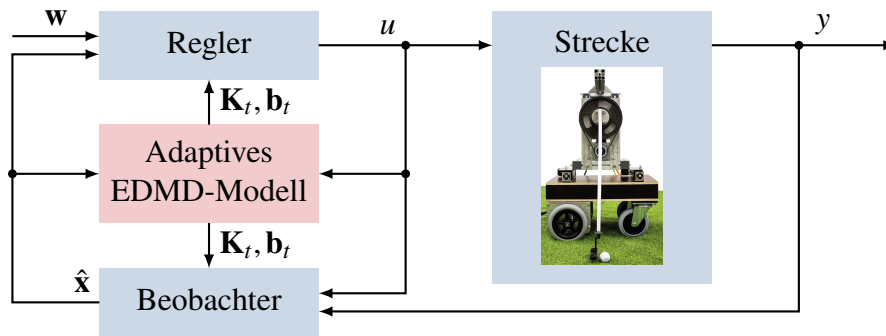 w
Regler
u
Strecke
y
K_t, b_t
Adaptives
EDMD-Modell
K_t, b_t
x̂
Beobachter